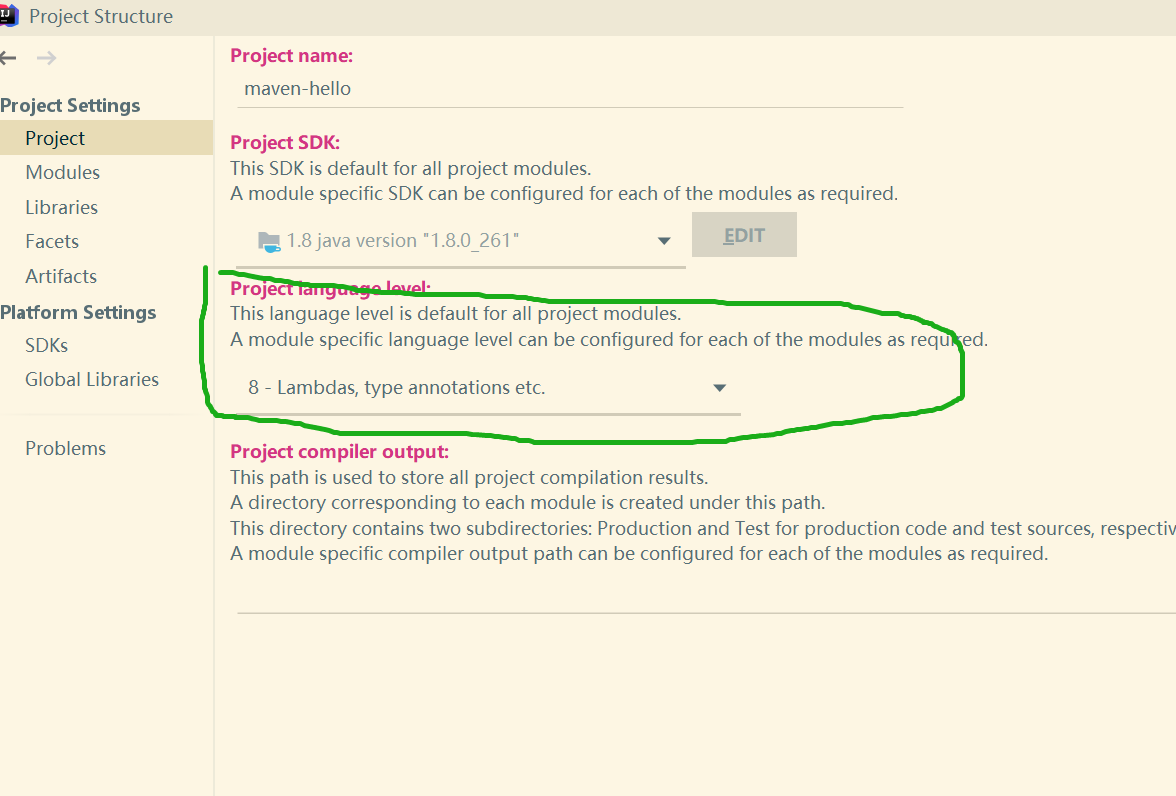 Project Structure
Project Settings
Project
Modules
Libraries
Facets
Artifacts
Platform Settings
SDKs
Global Libraries
Problems
Project name:
maven-hello
Project SDK:
This SDK is default for all project modules.
A module specific SDK can be configured for each of the modules as required.
1.8 java version "1.8.0_261"
EDIT
Project language level:
This language level is default for all project modules.
A module specific language level can be configured for each of the modules as required.
8 - Lambdas, type annotations etc.
Project compiler output:
This path is used to store all project compilation results.
A directory corresponding to each module is created under this path.
This directory contains two subdirectories: Production and Test for production code and test sources, respectiv
A module specific compiler output path can be configured for each of the modules as required.